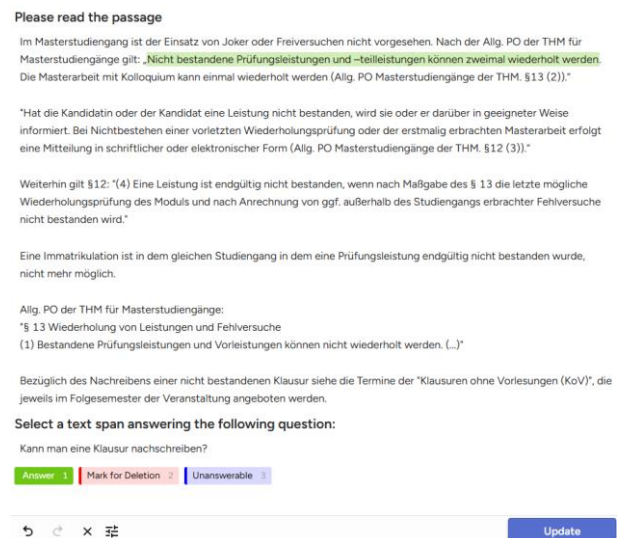 Please read the passage
Im Masterstudiengang ist der Einsatz von Joker oder Freiversuchen nicht vorgesehen. Nach der Allg. PO der THM für
Masterstudiengänge gilt: „Nicht bestandene Prüfungsleistungen und –teilleistungen können zweimal wiederholt werden.
Die Masterarbeit mit Kolloquium kann einmal wiederholt werden (Allg. PO Masterstudiengänge der THM. §13 (2))."
"Hat die Kandidatin oder der Kandidat eine Leistung nicht bestanden, wird sie oder er darüber in geeigneter Weise
informiert. Bei Nichtbestehen einer vorletzten Wiederholungsprüfung oder der erstmalig erbrachten Masterarbeit erfolgt
eine Mitteilung in schriftlicher oder elektronischer Form (Allg. PO Masterstudiengänge der THM. §12 (3))."
Weiterhin gilt §12: "(4) Eine Leistung ist endgültig nicht bestanden, wenn nach Maßgabe des § 13 die letzte mögliche
Wiederholungsprüfung des Moduls und nach Anrechnung von ggf. außerhalb des Studiengangs erbrachter Fehlversuche
nicht bestanden wird."
Eine Immatrikulation ist in dem gleichen Studiengang in dem eine Prüfungsleistung endgültig nicht bestanden wurde,
nicht mehr möglich.
Allg. PO der THM für Masterstudiengänge:
"§ 13 Wiederholung von Leistungen und Fehlversuche
(1) Bestandene Prüfungsleistungen und Vorleistungen können nicht wiederholt werden. (...)"
Bezüglich des Nachreibens einer nicht bestandenen Klausur siehe die Termine der "Klausuren ohne Vorlesungen (KoV)", die
jeweils im Folgesemester der Veranstaltung angeboten werden.
Select a text span answering the following question:
Kann man eine Klausur nachschreiben?
Answer 1 Mark for Deletion 2 Unanswerable 3
Update